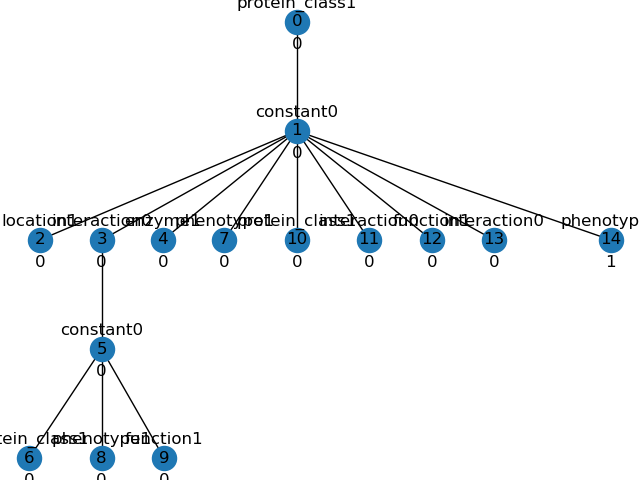 protein_class1
0
0
constant0
1
0
location1 interaction0 enzyme1 phenotype1 protein_class1 interaction0 function1 interaction0 phenotyp
2 3 4 7 10 11 12 13 14
0 0 0 0 0 0 0 0 1
constant0
5
0
tein_class1 phenotype1 function1
6 8 9
0 0 0